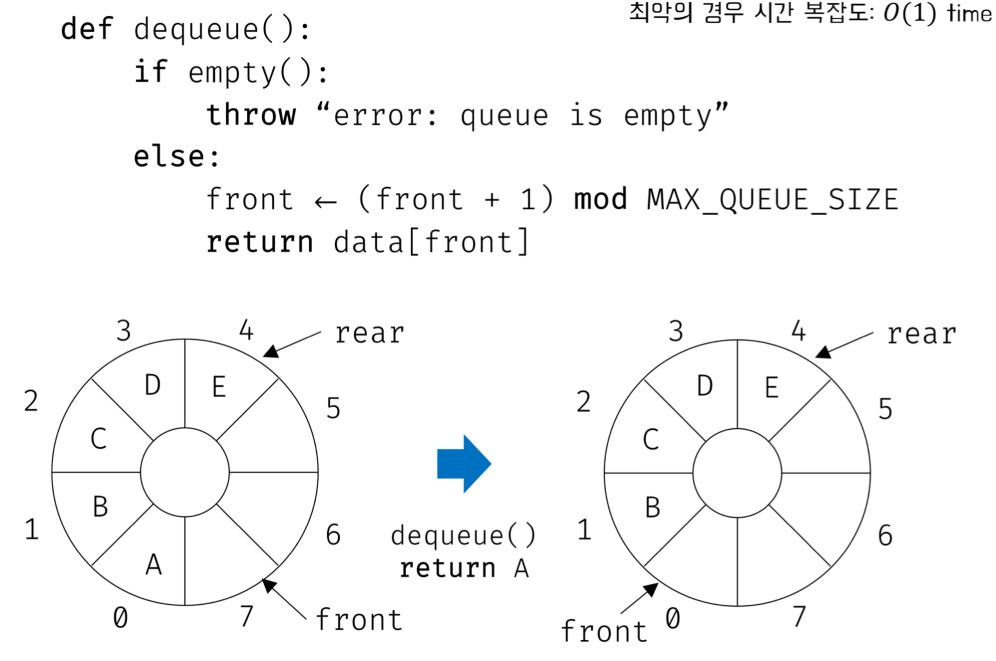 최악의 경우 시간 복잡도: O(1) time
def dequeue():
if empty():
throw “error: queue is empty”
else:
front ← (front + 1) mod MAX_QUEUE_SIZE
return data[front]
3 4 rear
D E
2 5
C
B
1 6
A
0 7 front
dequeue()
return A
3 4 rear
D E
2 5
C
B
1 6
front 0 7